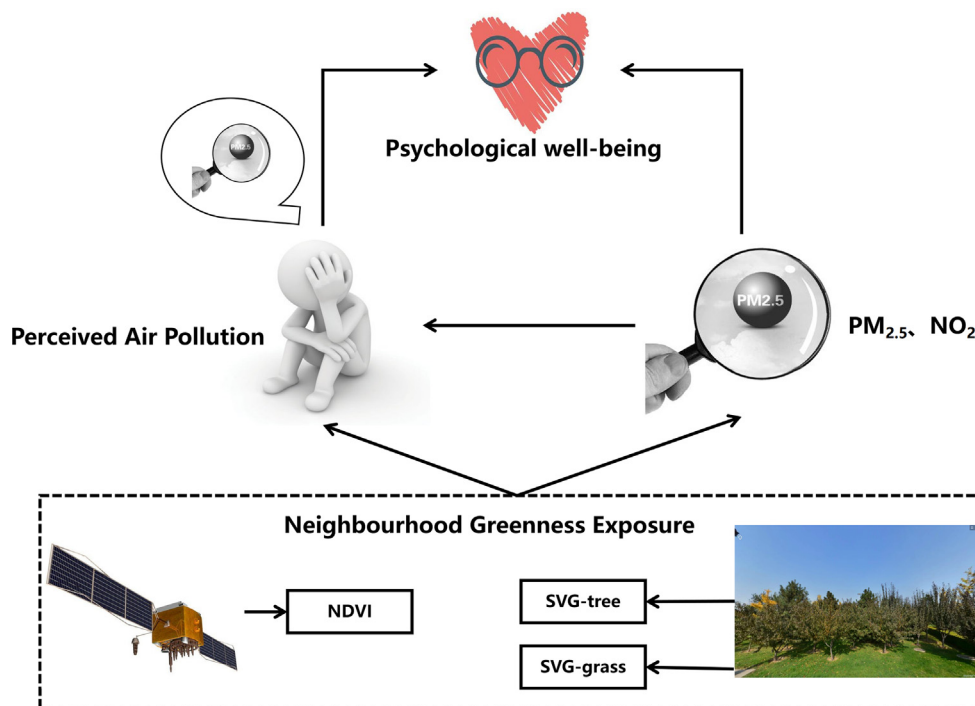 Psychological well-being
PM2.5
Perceived Air Pollution
PM2.5
PM₂.₅、NO₂
Neighbourhood Greenness Exposure
NDVI
SVG-tree
SVG-grass